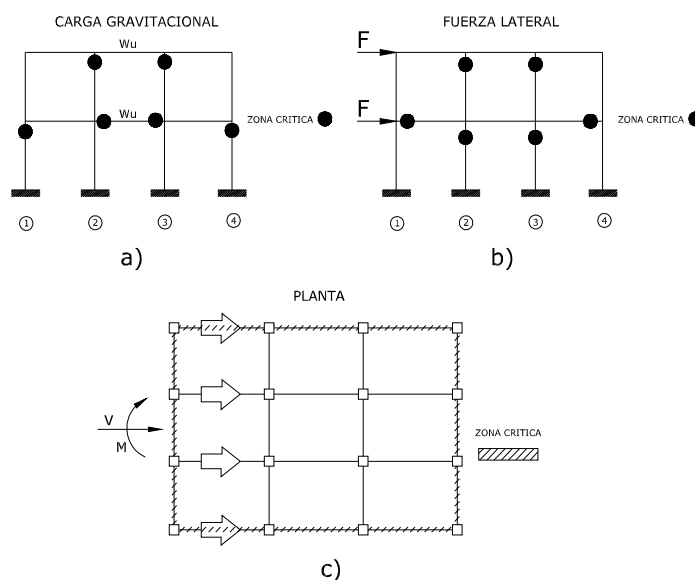 CARGA GRAVITACIONAL
Wu
Wu
ZONA CRITICA
1
2
3
4
a)
FUERZA LATERAL
F
F
ZONA CRITICA
1
2
3
4
b)
PLANTA
V
M
ZONA CRITICA
c)